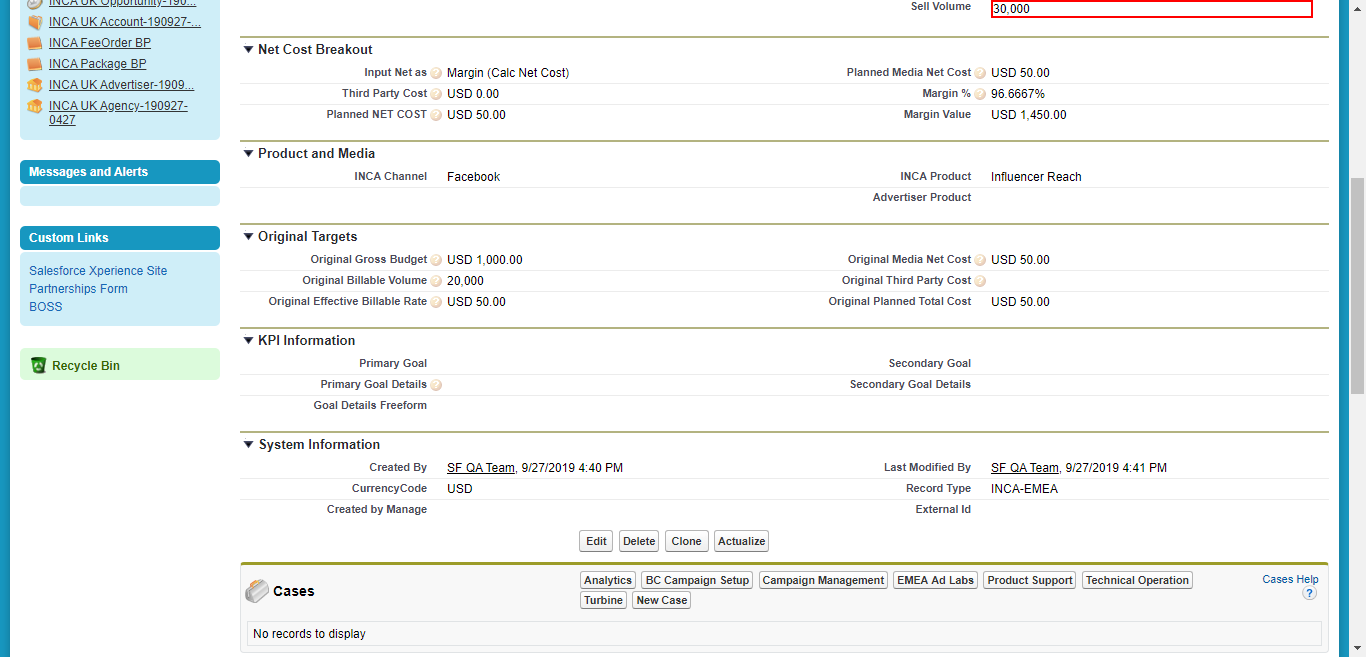 INCA UK Opportunity-190...
INCA UK Account-190927-...
INCA FeeOrder BP
INCA Package BP
INCA UK Advertiser-1909...
INCA UK Agency-190927-
0427
Messages and Alerts
Custom Links
Salesforce Xperience Site
Partnerships Form
BOSS
Recycle Bin
Sell Volume 30,000
Net Cost Breakout
Input Net as ? Margin (Calc Net Cost) Planned Media Net Cost ? USD 50.00
Third Party Cost ? USD 0.00 Margin % ? 96.6667%
Planned NET COST ? USD 50.00 Margin Value USD 1,450.00
Product and Media
INCA Channel Facebook INCA Product Influencer Reach
Advertiser Product
Original Targets
Original Gross Budget ? USD 1,000.00 Original Media Net Cost ? USD 50.00
Original Billable Volume ? 20,000 Original Third Party Cost ?
Original Effective Billable Rate ? USD 50.00 Original Planned Total Cost USD 50.00
KPI Information
Primary Goal Secondary Goal
Primary Goal Details ? Secondary Goal Details
Goal Details Freeform
System Information
Created By SF QA Team, 9/27/2019 4:40 PM Last Modified By SF QA Team, 9/27/2019 4:41 PM
CurrencyCode USD Record Type INCA-EMEA
Created by Manage External Id
Edit Delete Clone Actualize
Cases Analytics BC Campaign Setup Campaign Management EMEA Ad Labs Product Support Technical Operation Cases Help ?
Turbine New Case
No records to display